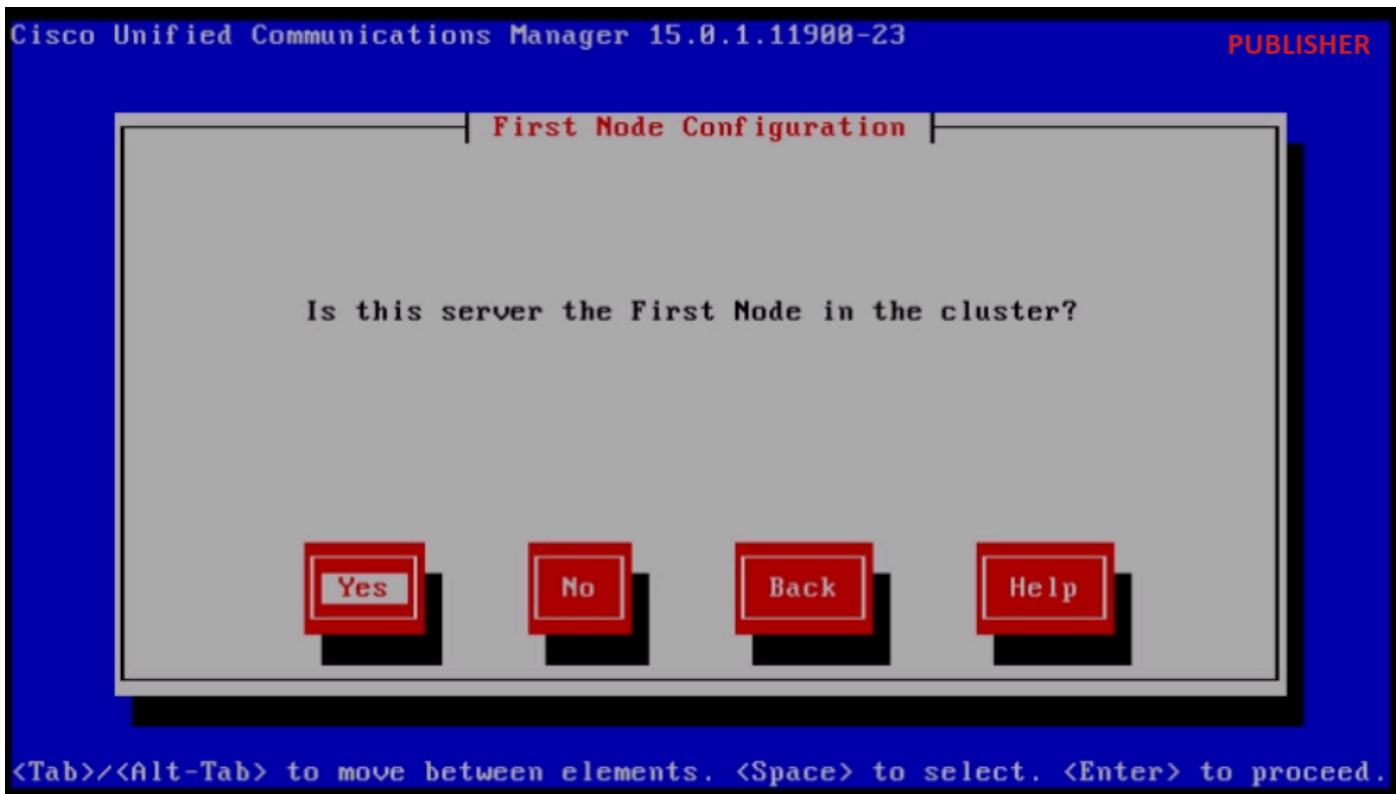 Cisco Unified Communications Manager 15.0.1.11900-23
PUBLISHER
First Node Configuration
Is this server the First Node in the cluster?
Yes No Back Help
<Tab>/<Alt-Tab> to move between elements. <Space> to select. <Enter> to proceed.